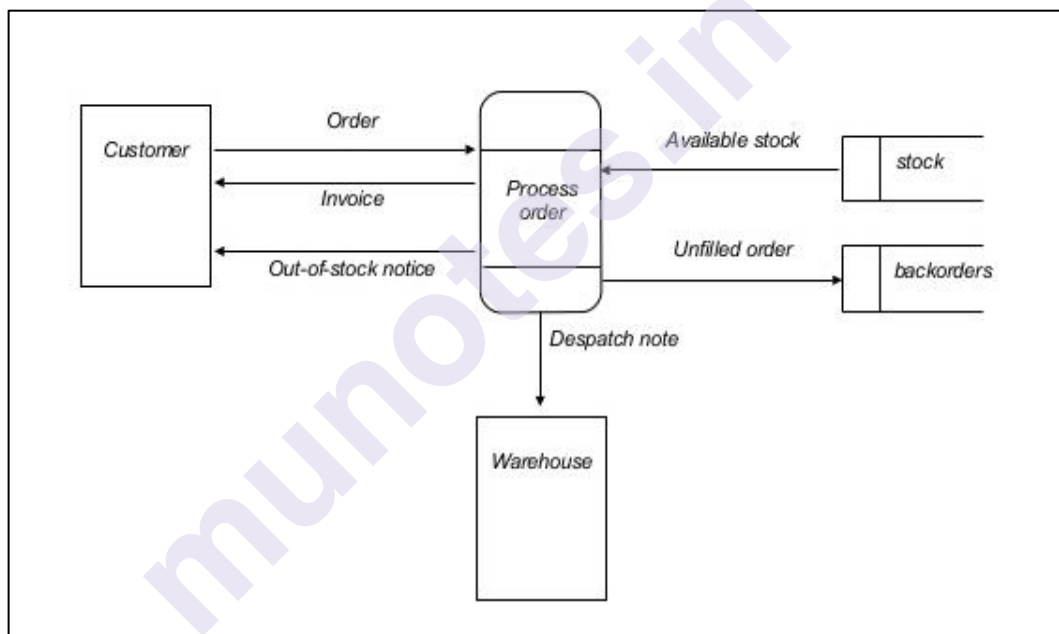 Customer
Order
Invoice
Out-of-stock notice
Process
order
Available stock
stock
Unfilled order
backorders
Despatch note
Warehouse
munotes.in